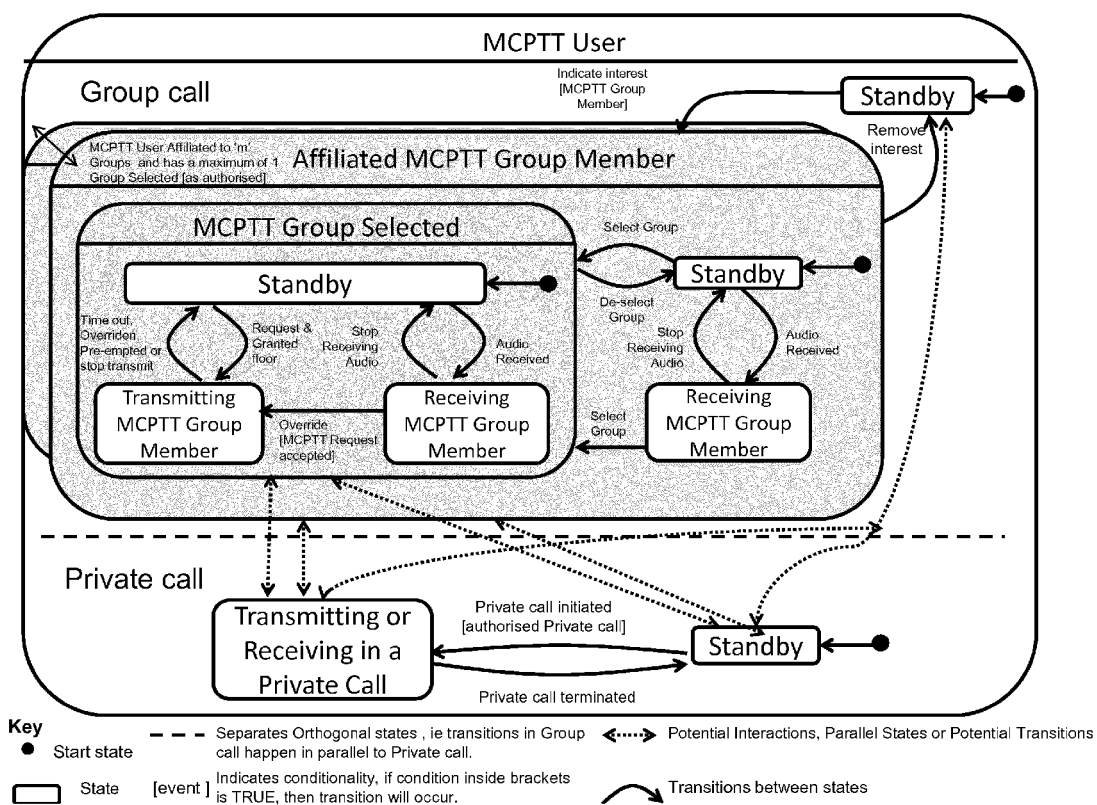 MCPTT User
Group call
Indicate interest
[MCPTT Group
Member]
Standby
Remove
interest
MCPTT User Affiliated to 'm'
Groups and has a maximum of 1
Group Selected [as authorised]
Affiliated MCPTT Group Member
MCPTT Group Selected
Standby
Select Group
Standby
De-select
Group
Time out,
Overriden,
Pre-empted or
stop transmit
Request &
Granted
floor
Stop
Receiving
Audio
Audio
Received
Stop
Receiving
Audio
Audio
Received
Transmitting
MCPTT Group
Member
Override
[MCPTT Request
accepted]
Receiving
MCPTT Group
Member
Select
Group
Receiving
MCPTT Group
Member
Private call
Transmitting or
Receiving in a
Private Call
Private call initiated
[authorised Private call]
Private call terminated
Standby
Key
Start state
Separates Orthogonal states , ie transitions in Group
call happen in parallel to Private call.
Potential Interactions, Parallel States or Potential Transitions
State
[event ]
Indicates conditionality, if condition inside brackets
is TRUE, then transition will occur.
Transitions between states